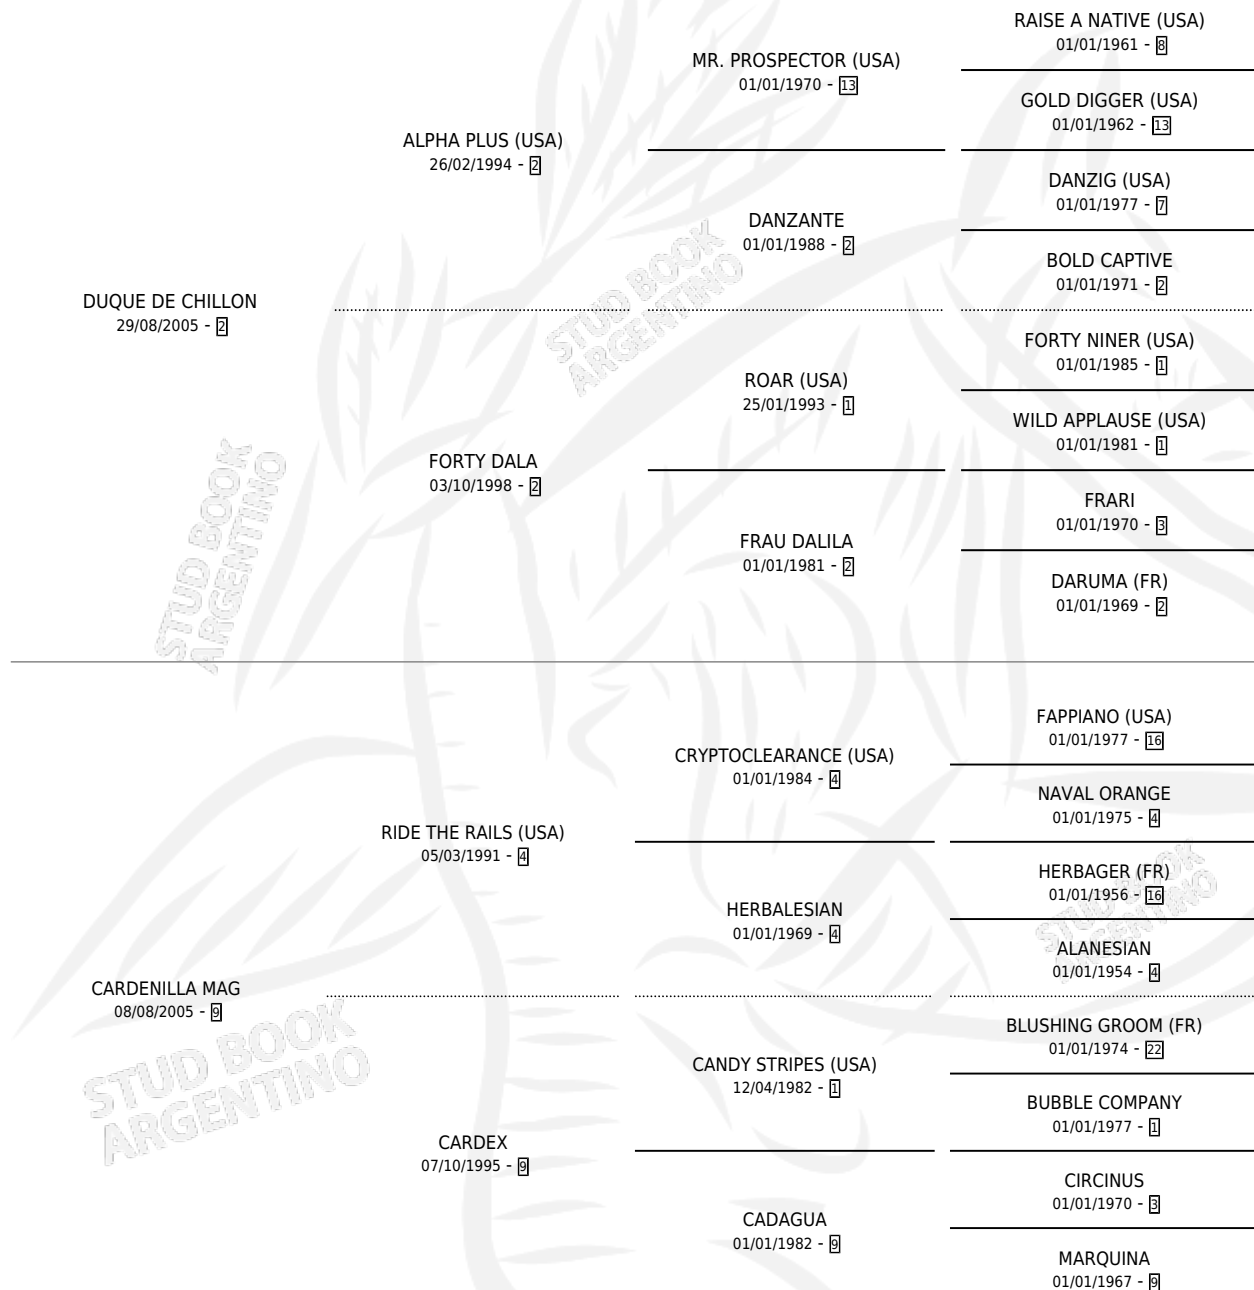 RAISE A NATIVE (USA)
01/01/1961 - 8
MR. PROSPECTOR (USA)
01/01/1970 - 13
GOLD DIGGER (USA)
01/01/1962 - 13
ALPHA PLUS (USA)
26/02/1994 - 2
DANZIG (USA)
01/01/1977 - 7
DANZANTE
01/01/1988 - 2
BOLD CAPTIVE
01/01/1971 - 2
DUQUE DE CHILLON
29/08/2005 - 2
STUD BOOK
ARGENTINO
FORTY NINER (USA)
01/01/1985 - 1
ROAR (USA)
25/01/1993 - 1
WILD APPLAUSE (USA)
01/01/1981 - 1
FORTY DALA
03/10/1998 - 2
FRARI
01/01/1970 - 3
FRAU DALILA
01/01/1981 - 2
DARUMA (FR)
01/01/1969 - 2
STUD BOOK
ARGENTINO
FAPPIANO (USA)
01/01/1977 - 16
CRYPTOCLEARANCE (USA)
01/01/1984 - 4
NAVAL ORANGE
01/01/1975 - 4
RIDE THE RAILS (USA)
05/03/1991 - 4
HERBAGER (FR)
01/01/1956 - 16
HERBALESIAN
01/01/1969 - 4
STUD BOOK
ARGENTINO
ALANESIAN
01/01/1954 - 4
CARDENILLA MAG
08/08/2005 - 9
STUD BOOK
ARGENTINO
BLUSHING GROOM (FR)
01/01/1974 - 22
CANDY STRIPES (USA)
12/04/1982 - 1
BUBBLE COMPANY
01/01/1977 - 1
CARDEX
07/10/1995 - 9
CIRCINUS
01/01/1970 - 3
CADAGUA
01/01/1982 - 9
MARQUINA
01/01/1967 - 9